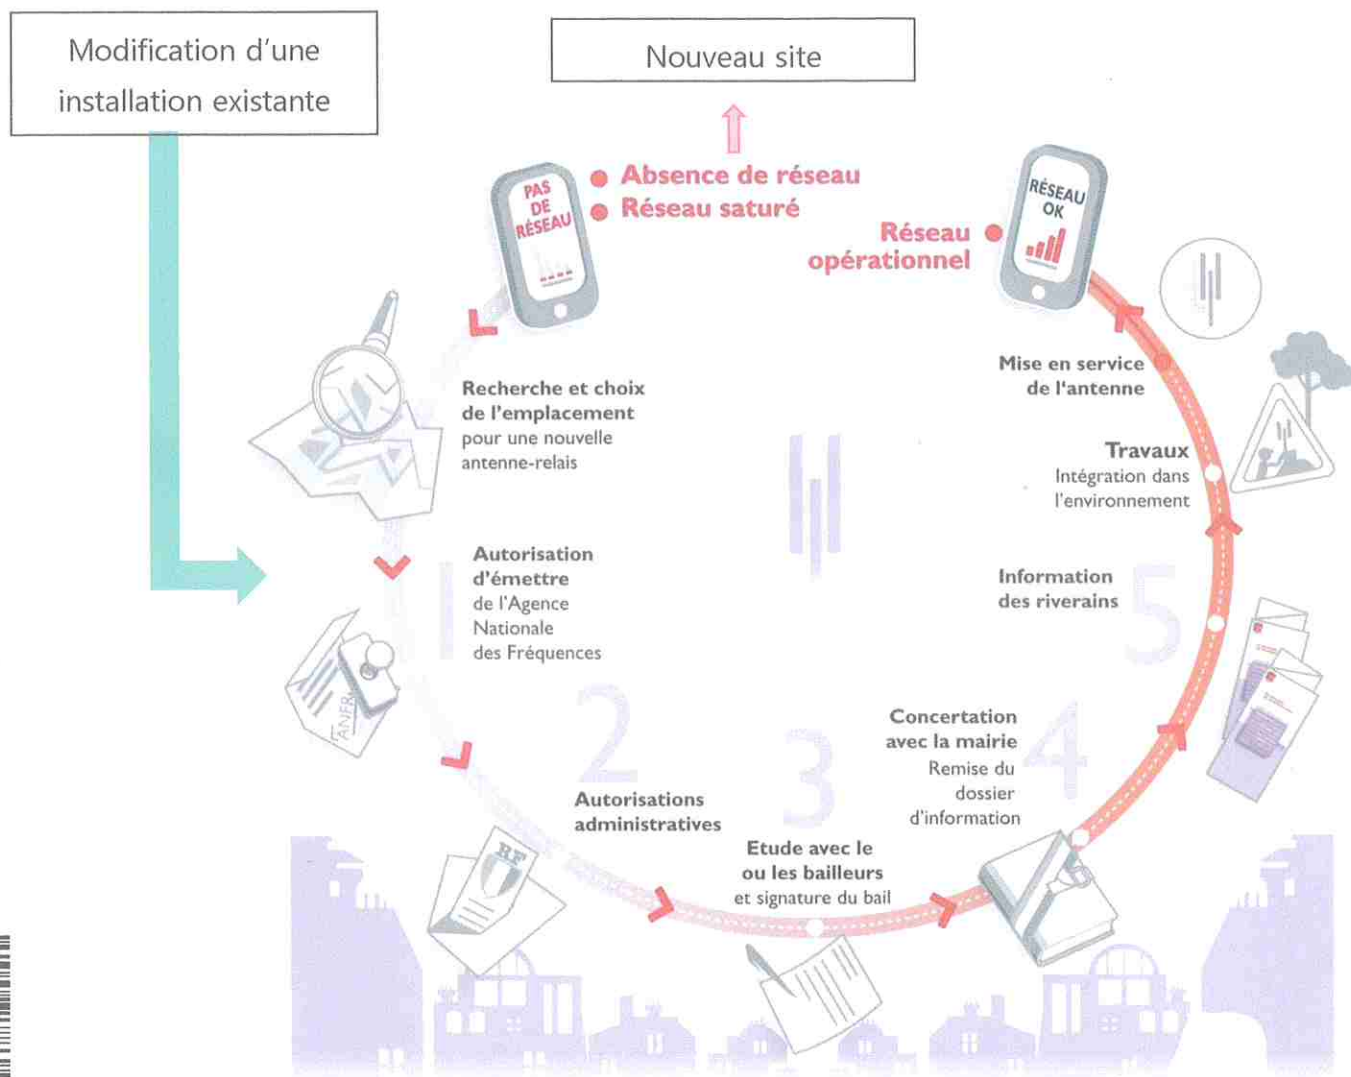 Modification d'une
installation existante
Nouveau site
PAS
DE
RÉSEAU
Absence de réseau
Réseau saturé
RÉSEAU
OK
Réseau
opérationnel
Recherche et choix
de l'emplacement
pour une nouvelle
antenne-relais
1
Autorisation
d'émettre
de l'Agence
Nationale
des Fréquences
ANFR
2
Autorisations
administratives
RF
3
Etude avec le
ou les bailleurs
et signature du bail
4
Concertation
avec la mairie
Remise du
dossier
d'information
5
Information
des riverains
Travaux
Intégration dans
l'environnement
Mise en service
de l'antenne